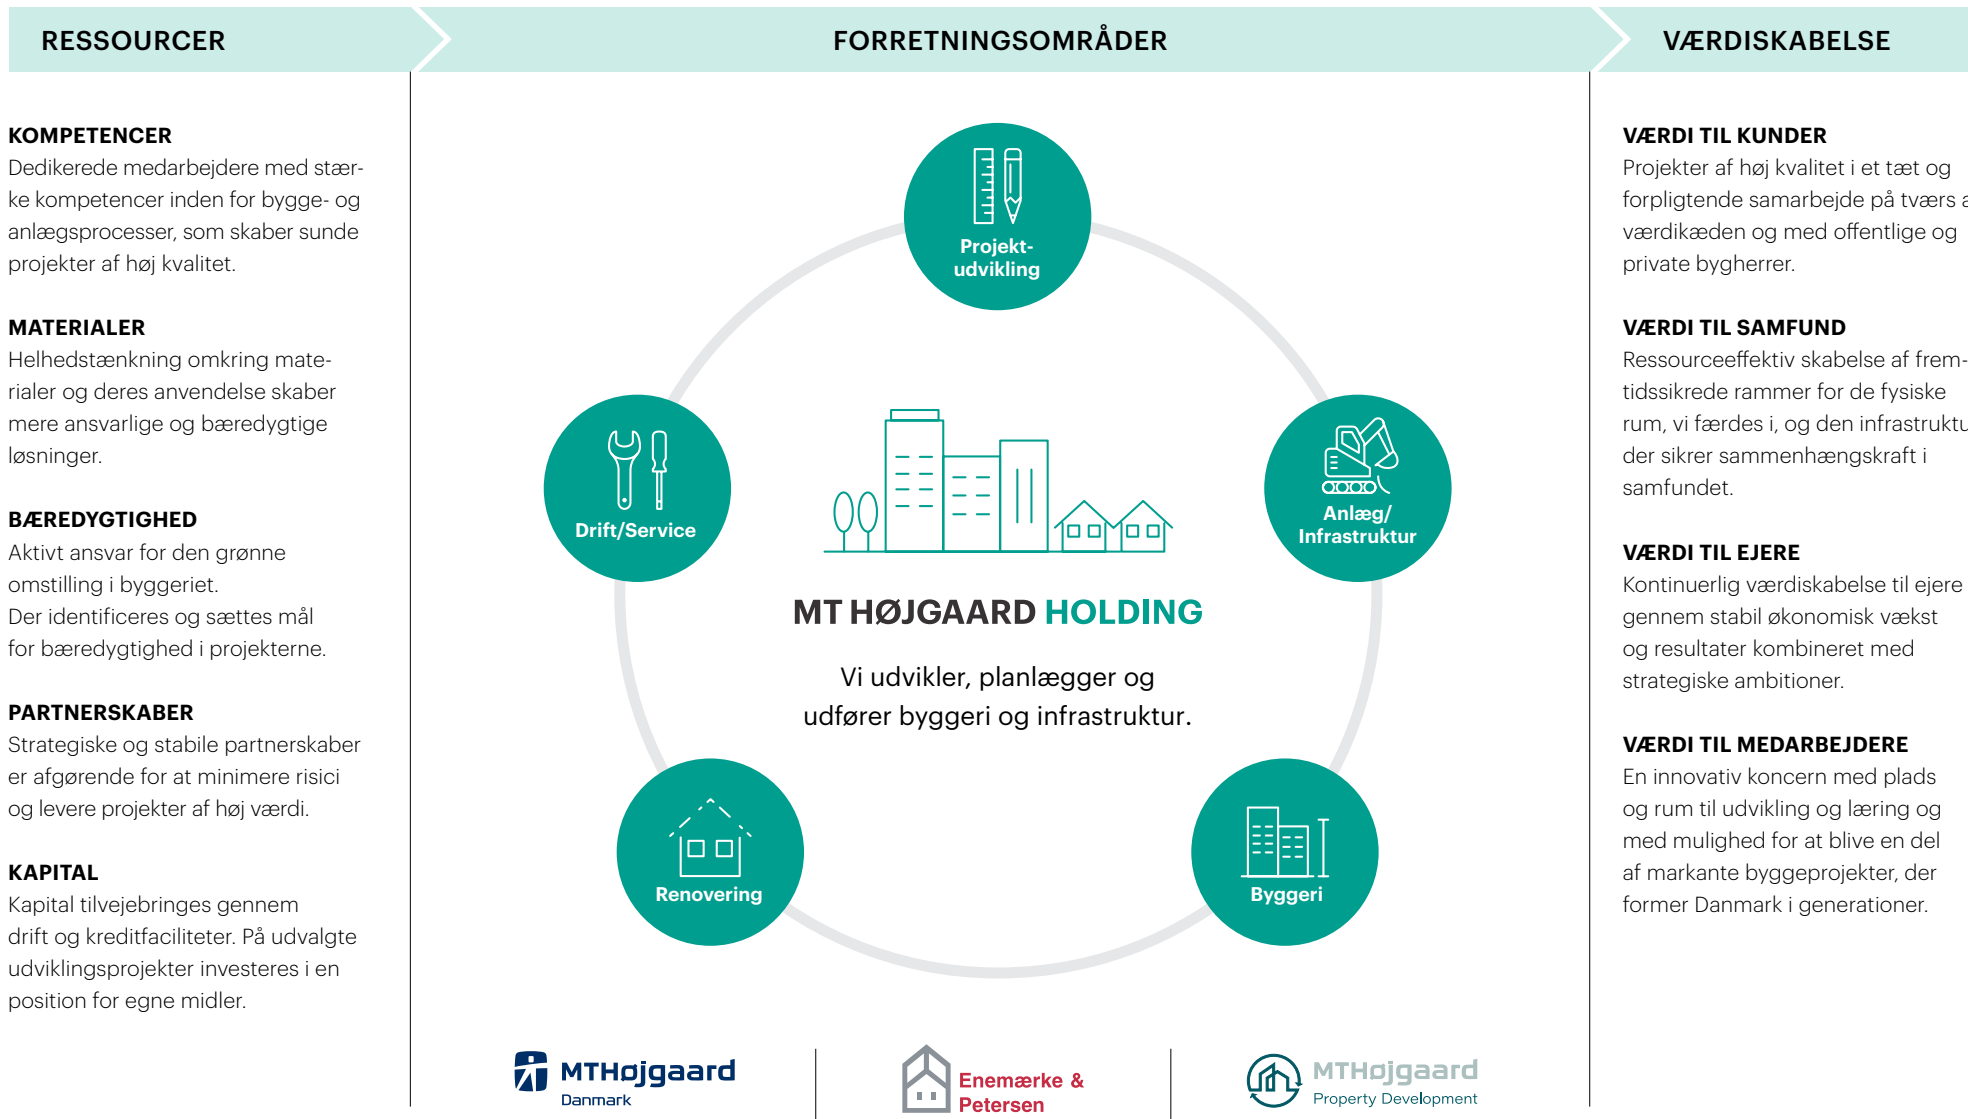 RESSOURCER
FORRETNINGSOMRÅDER
VÆRDISKABELSE
KOMPETENCER
Dedikerede medarbejdere med stær-
ke kompetencer inden for bygge- og
anlægsprocesser, som skaber sunde
projekter af høj kvalitet.
MATERIALER
Helhedstænkning omkring mate-
rialer og deres anvendelse skaber
mere ansvarlige og bæredygtige
løsninger.
BÆREDYGTIGHED
Aktivt ansvar for den grønne
omstilling i byggeriet.
Der identificeres og sættes mål
for bæredygtighed i projekterne.
PARTNERSKABER
Strategiske og stabile partnerskaber
er afgørende for at minimere risici
og levere projekter af høj værdi.
KAPITAL
Kapital tilvejebringes gennem
drift og kreditfaciliteter. På udvalgte
udviklingsprojekter investeres i en
position for egne midler.
Projekt-
udvikling
Drift/Service
Anlæg/
Infrastruktur
MT HØJGAARD HOLDING
Vi udvikler, planlægger og
udfører byggeri og infrastruktur.
Renovering
Byggeri
MTHøjgaard
Danmark
Enemærke &
Petersen
MTHøjgaard
Property Development
VÆRDI TIL KUNDER
Projekter af høj kvalitet i et tæt og
forpligtende samarbejde på tværs
værdikæden og med offentlige og
private bygherrer.
VÆRDI TIL SAMFUND
Ressourceeffektiv skabelse af frem-
tidssikrede rammer for de fysiske
rum, vi færdes i, og den
der sikrer sammenhængskraft i
samfundet.
VÆRDI TIL EJERE
Kontinuerlig værdiskabelse til ejere
gennem stabil økonomisk vækst
og resultater kombineret med
strategiske ambitioner.
VÆRDI TIL MEDARBEJDERE
En innovativ koncern med plads
og rum til udvikling og læring og
med mulighed for at blive en del
af markante byggeprojekter, der
former Danmark i generationer.